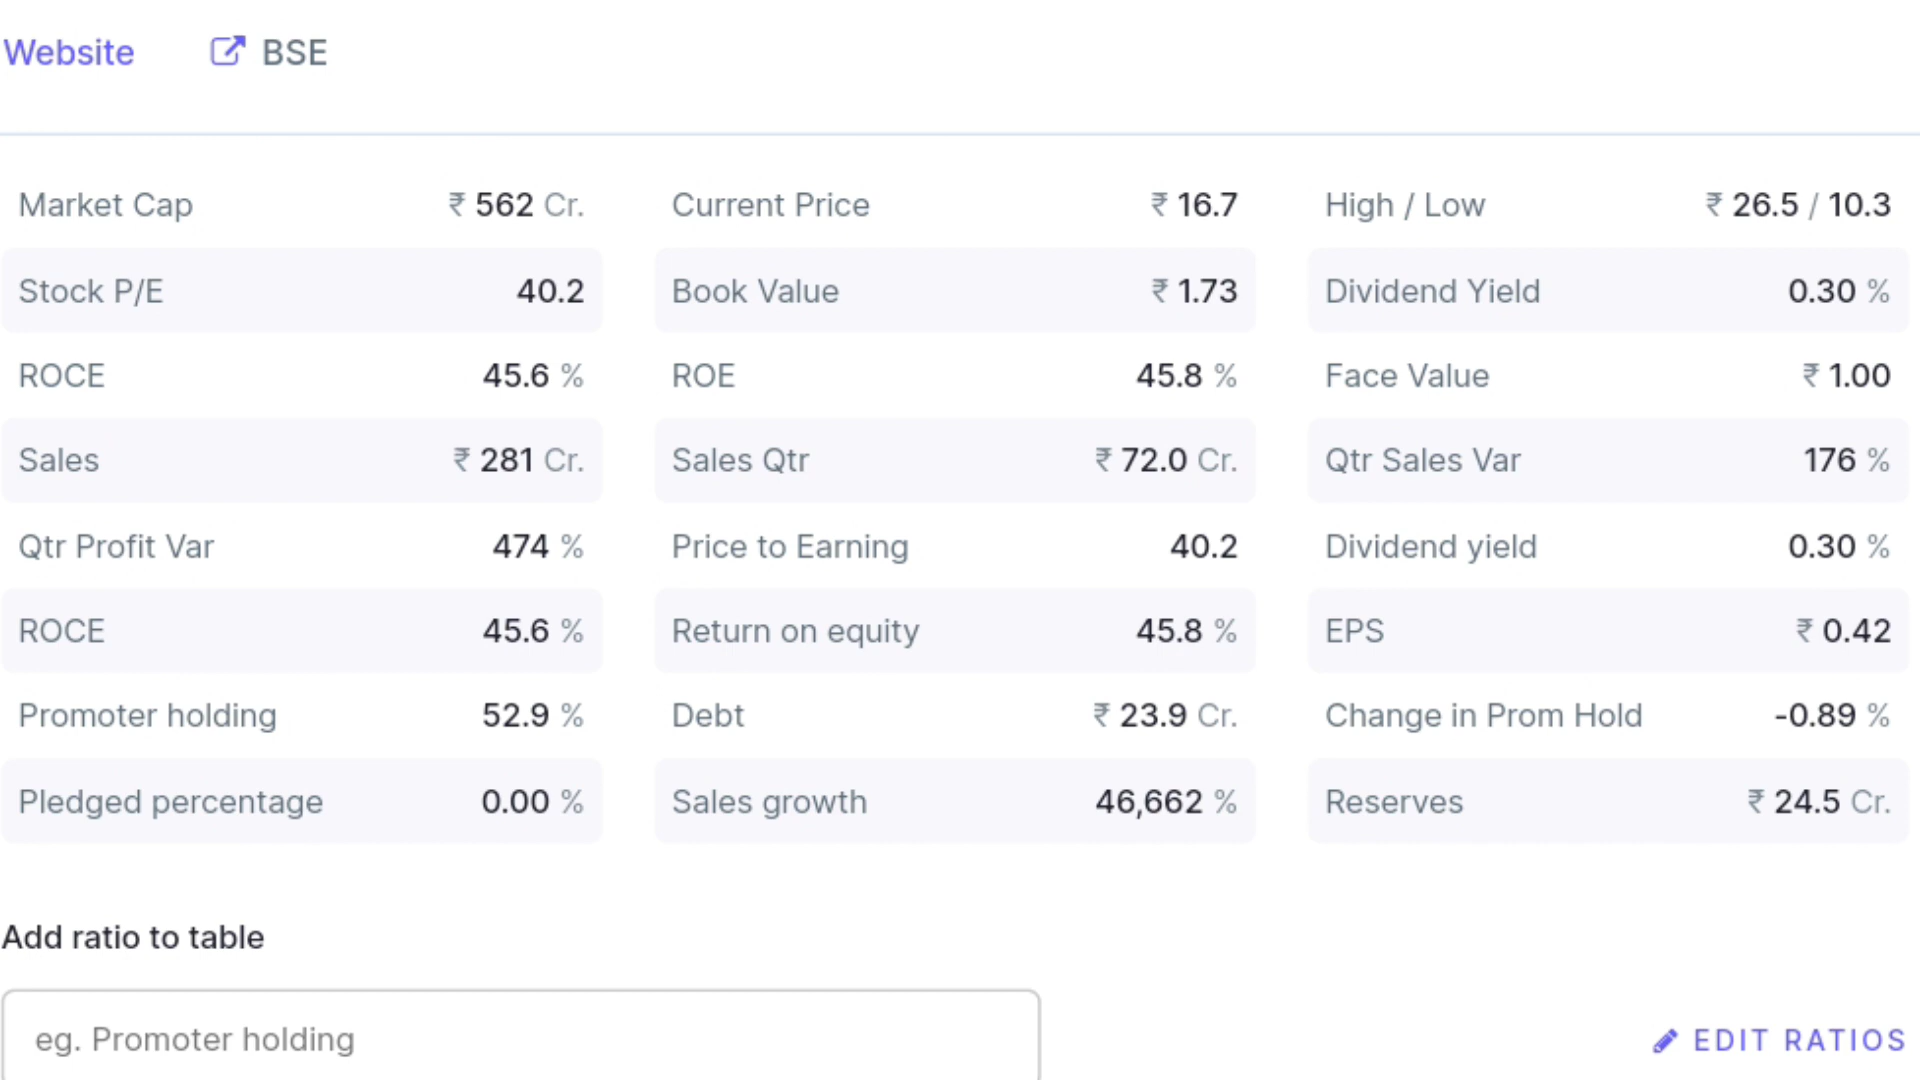 Website BSE
Market Cap ₹ 562 Cr. Current Price ₹ 16.7 High / Low ₹ 26.5 / 10.3
Stock P/E 40.2 Book Value ₹ 1.73 Dividend Yield 0.30 %
ROCE 45.6 % ROE 45.8 % Face Value ₹ 1.00
Sales ₹ 281 Cr. Sales Qtr ₹ 72.0 Cr. Qtr Sales Var 176 %
Qtr Profit Var 474 % Price to Earning 40.2 Dividend yield 0.30 %
ROCE 45.6 % Return on equity 45.8 % EPS ₹ 0.42
Promoter holding 52.9 % Debt ₹ 23.9 Cr. Change in Prom Hold -0.89 %
Pledged percentage 0.00 % Sales growth 46,662 % Reserves ₹ 24.5 Cr.
Add ratio to table
eg. Promoter holding EDIT RATIOS